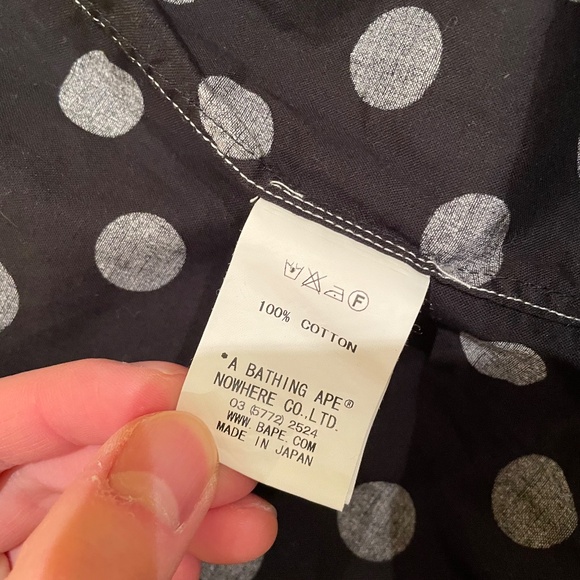 F
100% COTTON
*A BATHING APE®
NOWHERE CO.,LTD.
03 (5772) 2524
WWW.BAPE.COM
MADE IN JAPAN